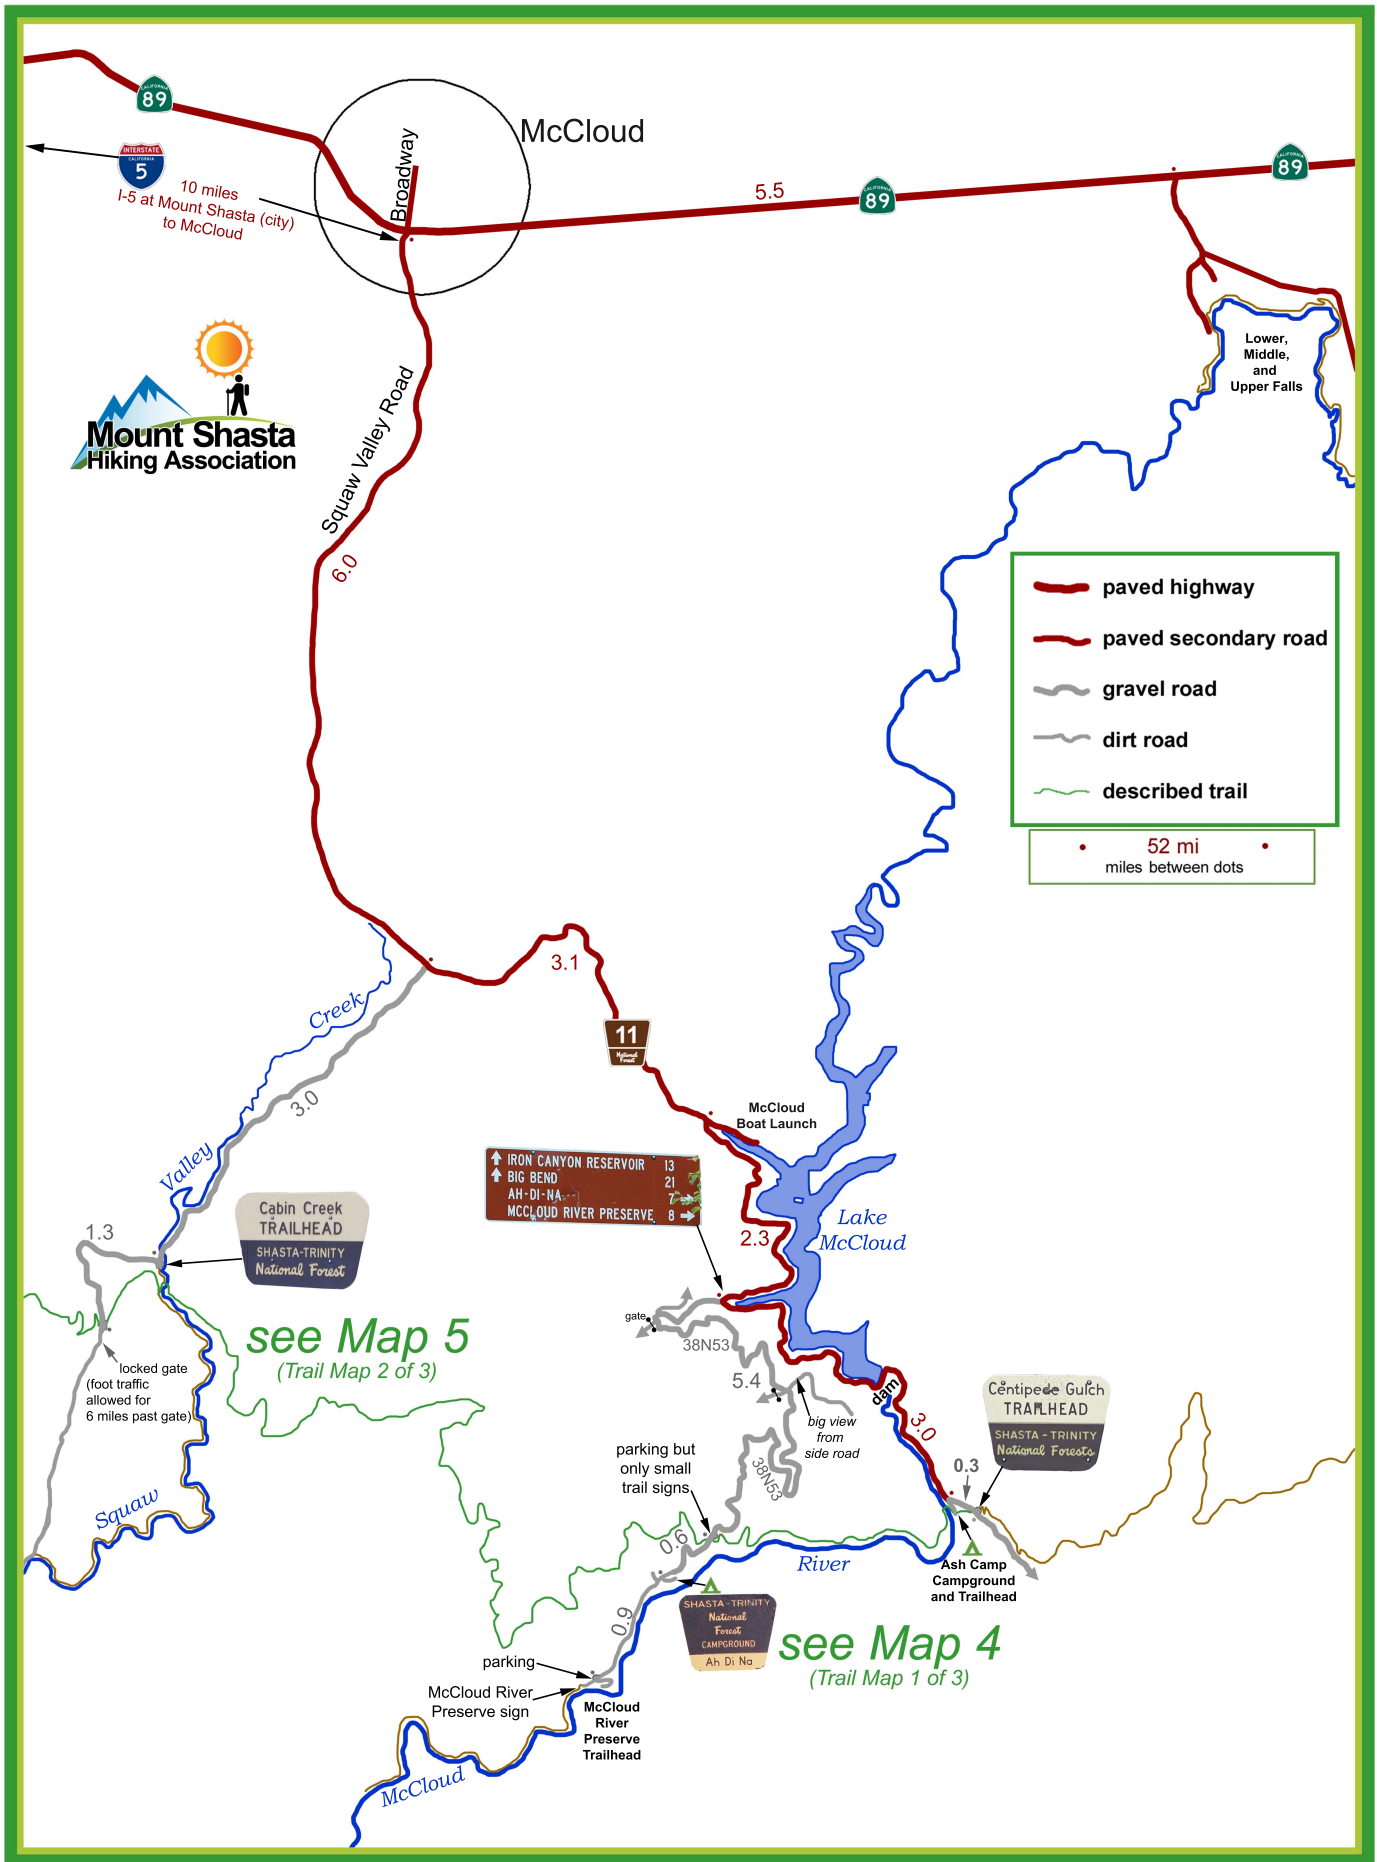 CALIFORNIA
89
McCloud
INTERSTATE
CALIFORNIA
5
Broadway
CALIFORNIA
89
10 miles
I-5 at Mount Shasta (city)
to McCloud
5.5
CALIFORNIA
89
Lower,
Middle,
and
Upper Falls
Mount Shasta
Hiking Association
Squaw Valley Road
6.0
paved highway
paved secondary road
gravel road
dirt road
described trail
52 mi
miles between dots
3.1
11
National
Forest
Creek
3.0
Valley
McCloud
Boat Launch
IRON CANYON RESERVOIR 13
BIG BEND 21
AH-DI-NA 7
MCCLOUD RIVER PRESERVE 8
Cabin Creek
TRAILHEAD
SHASTA-TRINITY
National Forest
1.3
Lake
McCloud
2.3
gate
38N53
see Map 5
(Trail Map 2 of 3)
locked gate
(foot traffic
allowed for
6 miles past gate)
5.4
dam
big view
from
side road
3.0
Centipede Gulch
TRAILHEAD
SHASTA-TRINITY
National Forests
parking but
only small
trail signs
38N53
0.3
Squaw
0.6
River
Ash Camp
Campground
and Trailhead
SHASTA-TRINITY
National
Forest
CAMPGROUND
Ah Di Na
0.9
see Map 4
(Trail Map 1 of 3)
parking
McCloud River
Preserve sign
McCloud
River
Preserve
Trailhead
McCloud